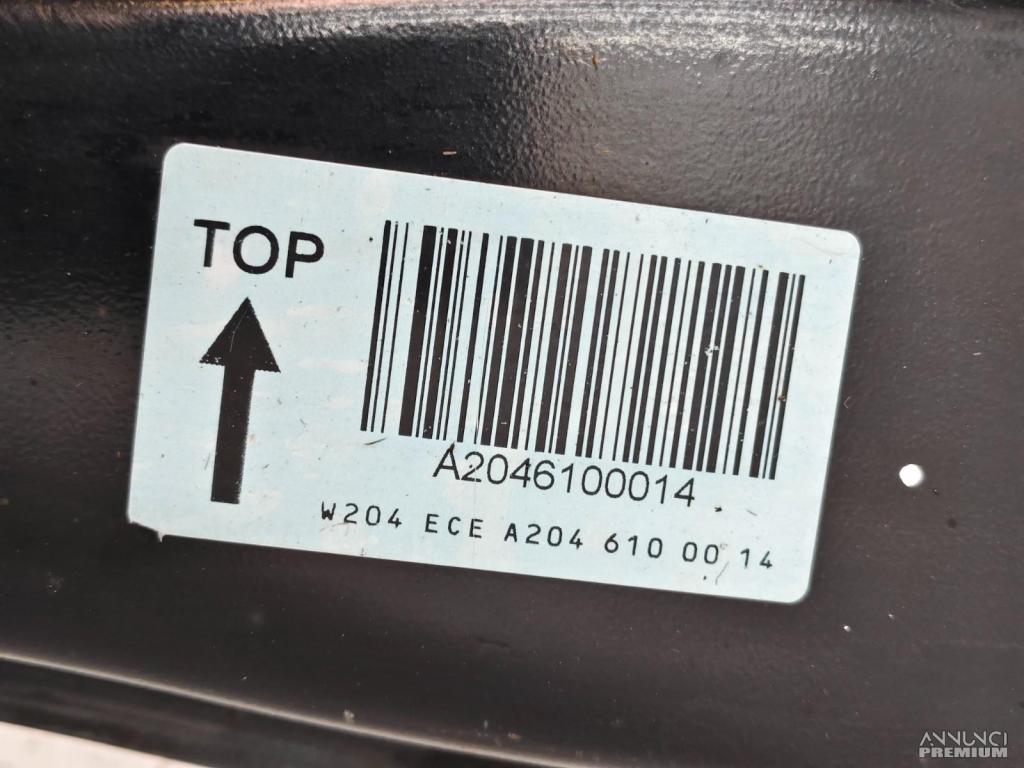 TOP
A2046100014
W204 ECE A204 610 00 14
ANNUNCI
PREMIUM